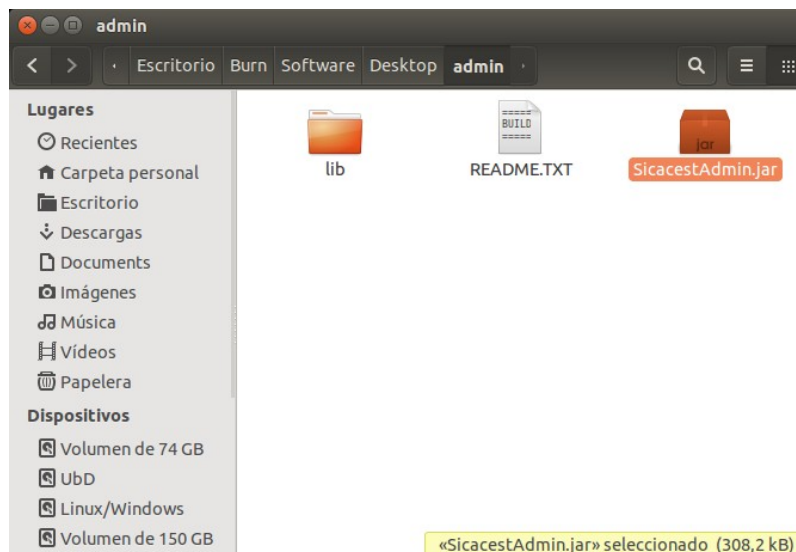 admin
Escritorio Burn Software Desktop admin
Lugares
Recientes
Carpeta personal
Escritorio
Descargas
Documents
Imágenes
Música
Vídeos
Papelera
Dispositivos
Volumen de 74 GB
UbD
Linux/Windows
Volumen de 150 GB
lib
BUILD
README.TXT
jar
SicacestAdmin.jar
«SicacestAdmin.jar» seleccionado (308,2 kB)